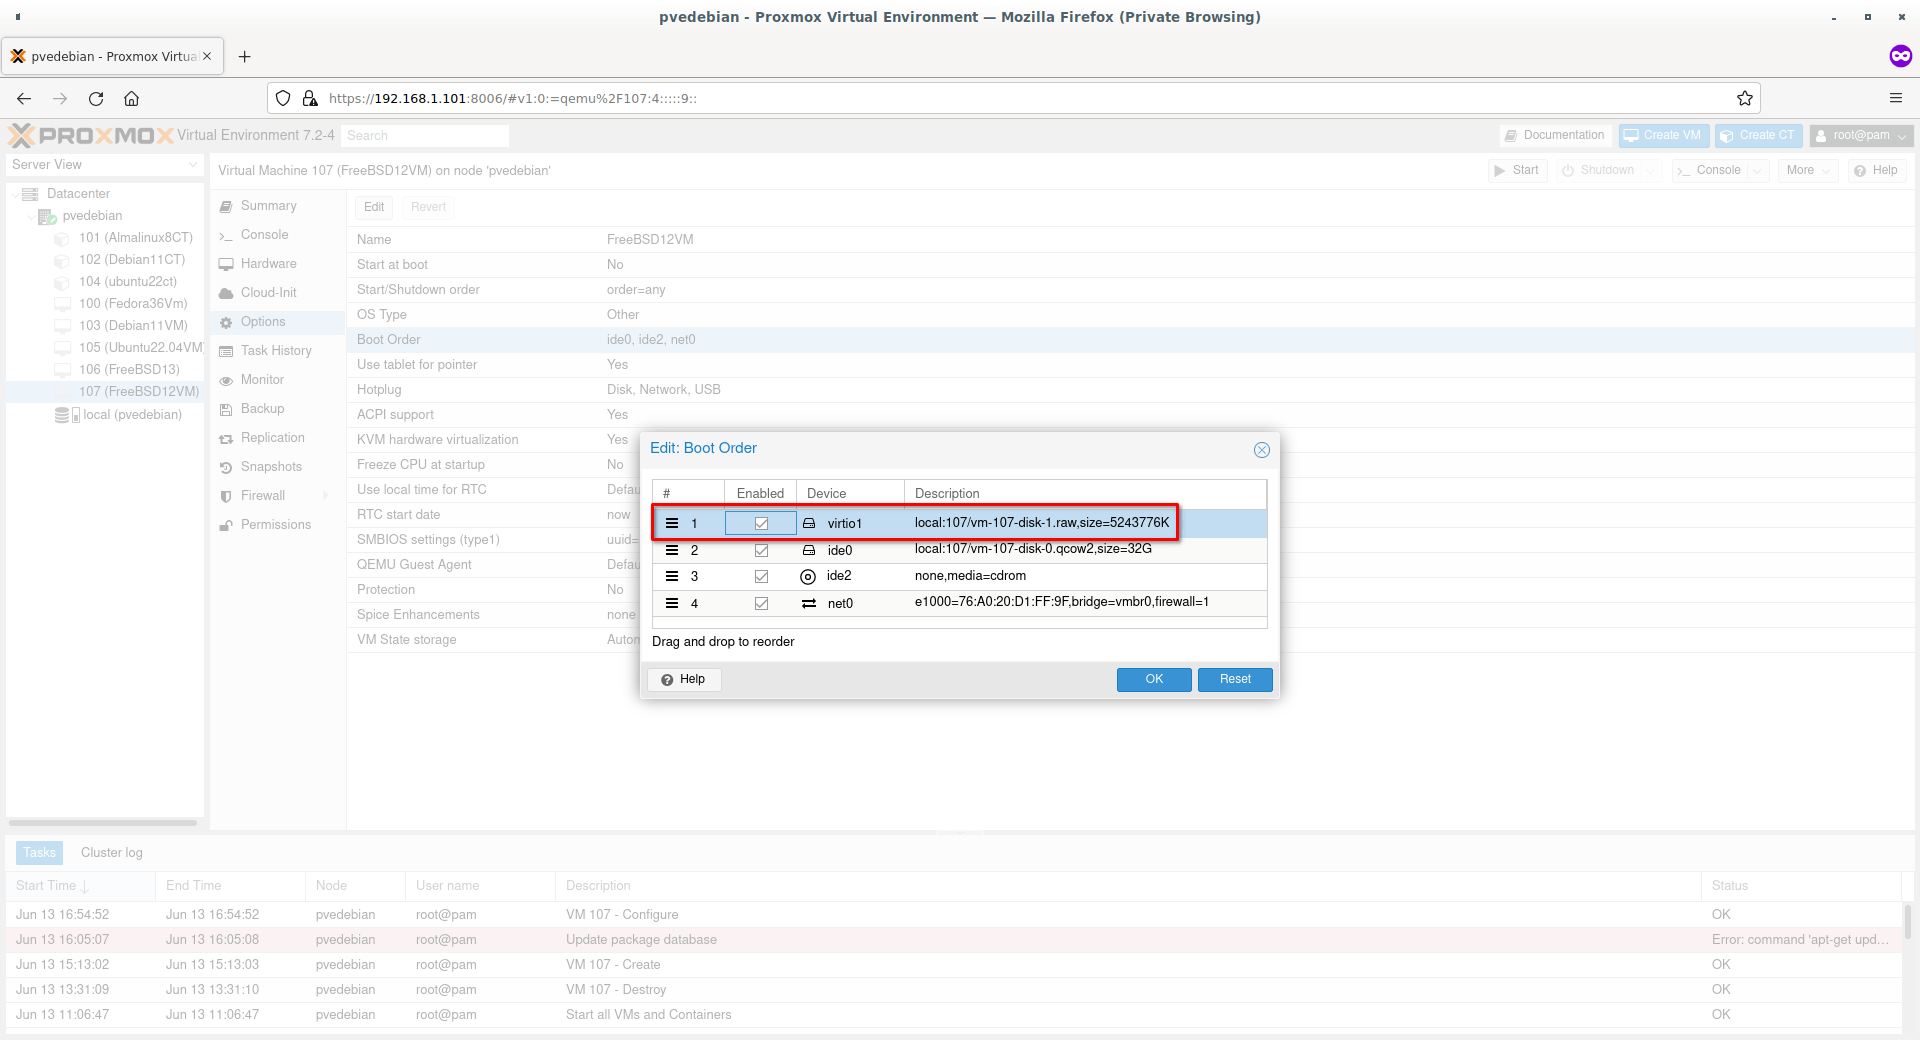 pvedebian - Proxmox Virtual Environment — Mozilla Firefox (Private Browsing)
pvedebian - Proxmox Virtua
https://192.168.1.101:8006/#v1:0:=qemu%2F107:4:::::9::
PROXMOX Virtual Environment 7.2-4 Search Documentation Create VM Create CT root@pam
Server View
Virtual Machine 107 (FreeBSD12VM) on node 'pvedebian' Start Shutdown Console More Help
Datacenter
pvedebian
101 (Almalinux8CT)
102 (Debian11CT)
104 (ubuntu22ct)
100 (Fedora36Vm)
103 (Debian11VM)
105 (Ubuntu22.04VM)
106 (FreeBSD13)
107 (FreeBSD12VM)
local (pvedebian)
Summary
Console
Hardware
Cloud-Init
Options
Task History
Monitor
Backup
Replication
Snapshots
Firewall
Permissions
Edit Revert
Name FreeBSD12VM
Start at boot No
Start/Shutdown order order=any
OS Type Other
Boot Order ide0, ide2, net0
Use tablet for pointer Yes
Hotplug Disk, Network, USB
ACPI support Yes
KVM hardware virtualization Yes
Freeze CPU at startup No
Use local time for RTC Defau
RTC start date now
SMBIOS settings (type1) uuid=
QEMU Guest Agent Defau
Protection No
Spice Enhancements none
VM State storage Autom
Edit: Boot Order
# Enabled Device Description
1 virtio1 local:107/vm-107-disk-1.raw,size=5243776K
2 ide0 local:107/vm-107-disk-0.qcow2,size=32G
3 ide2 none,media=cdrom
4 net0 e1000=76:A0:20:D1:FF:9F,bridge=vmbr0,firewall=1
Drag and drop to reorder
Help OK Reset
Tasks Cluster log
Start Time End Time Node User name Description Status
Jun 13 16:54:52 Jun 13 16:54:52 pvedebian root@pam VM 107 - Configure OK
Jun 13 16:05:07 Jun 13 16:05:08 pvedebian root@pam Update package database Error: command 'apt-get upd...
Jun 13 15:13:02 Jun 13 15:13:03 pvedebian root@pam VM 107 - Create OK
Jun 13 13:31:09 Jun 13 13:31:10 pvedebian root@pam VM 107 - Destroy OK
Jun 13 11:06:47 Jun 13 11:06:47 pvedebian root@pam Start all VMs and Containers OK